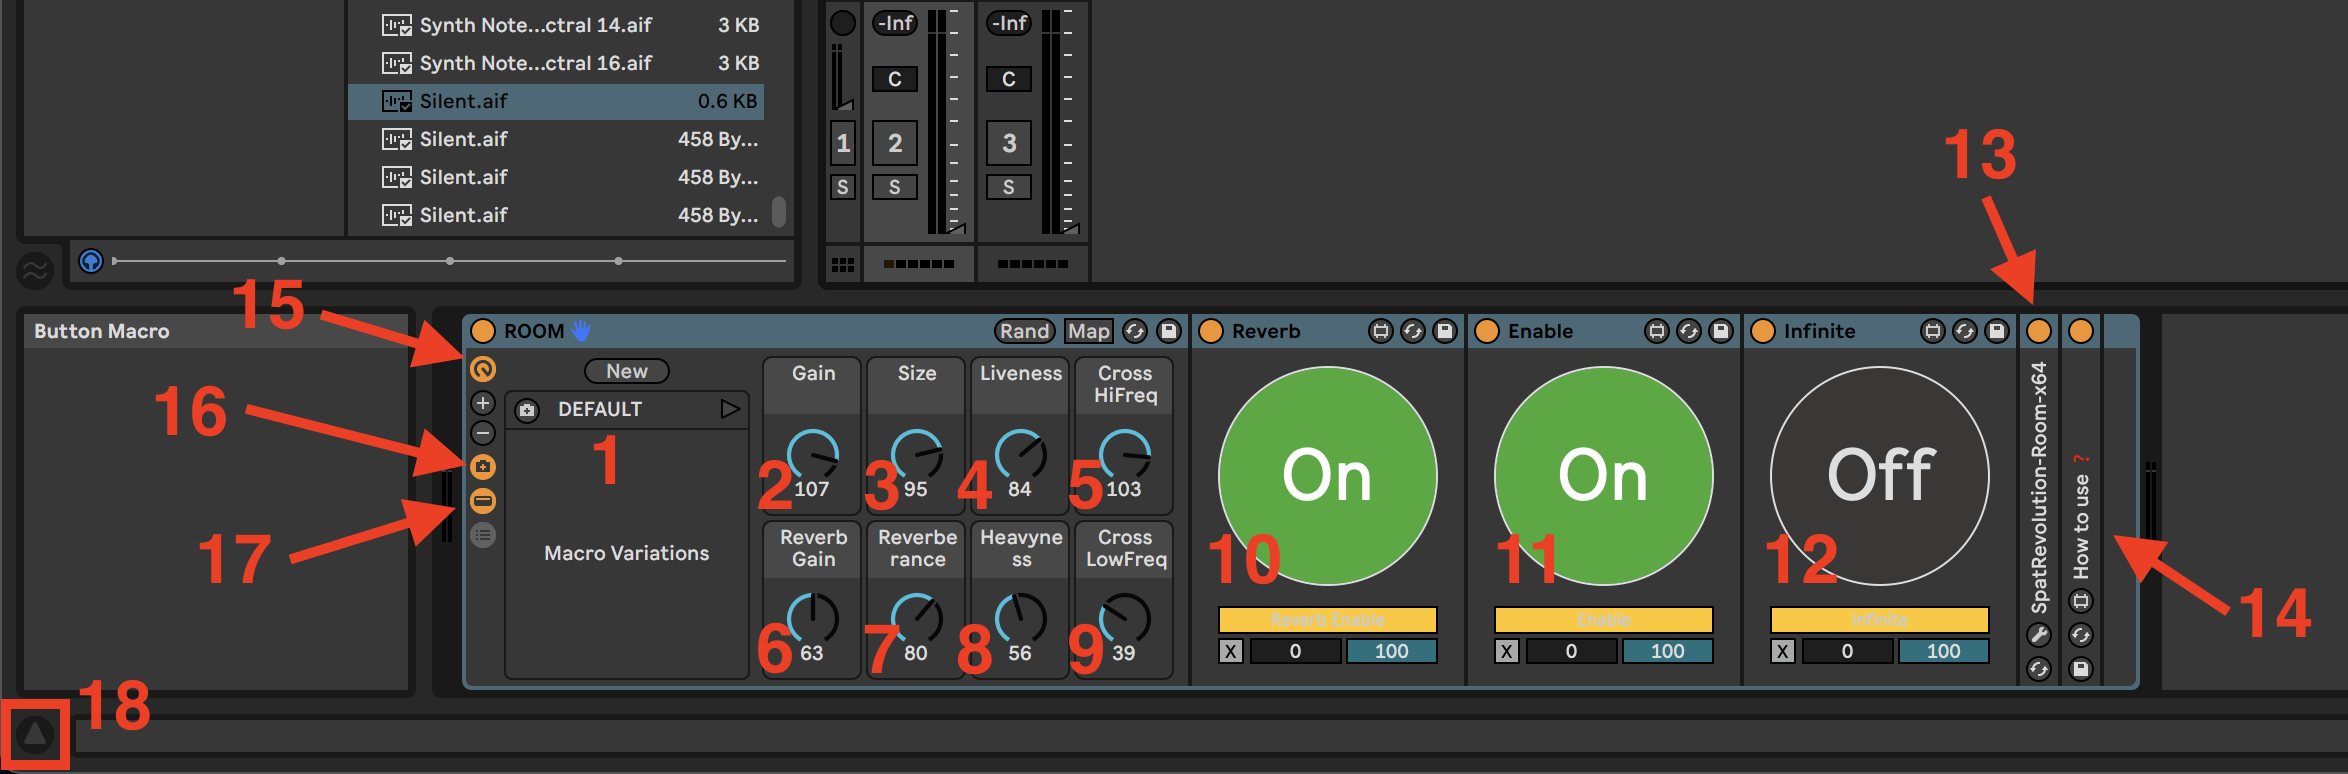 Synth Note...ctral 14.aif 3 KB
Synth Note...ctral 16.aif 3 KB
Silent.aif 0.6 KB
Silent.aif 458 By...
Silent.aif 458 By...
Silent.aif 458 By...
-Inf -Inf
C C
1 2 3
S S S
13
15
16
17
18
14
Button Macro
ROOM Rand Map
New
DEFAULT
1
Macro Variations
Gain
2 107
Size
3 95
Liveness
4 84
Cross
HiFreq
5 103
Reverb
Gain
6 63
Reverbe
rance
7 80
Heavyne
ss
8 56
Cross
LowFreq
9 39
Reverb
On
10
Reverb Enable
X 0 100
Enable
On
11
Enable
X 0 100
Infinite
Off
12
Infinite
X 0 100
SpatRevolution-Room-x64
How to use ?